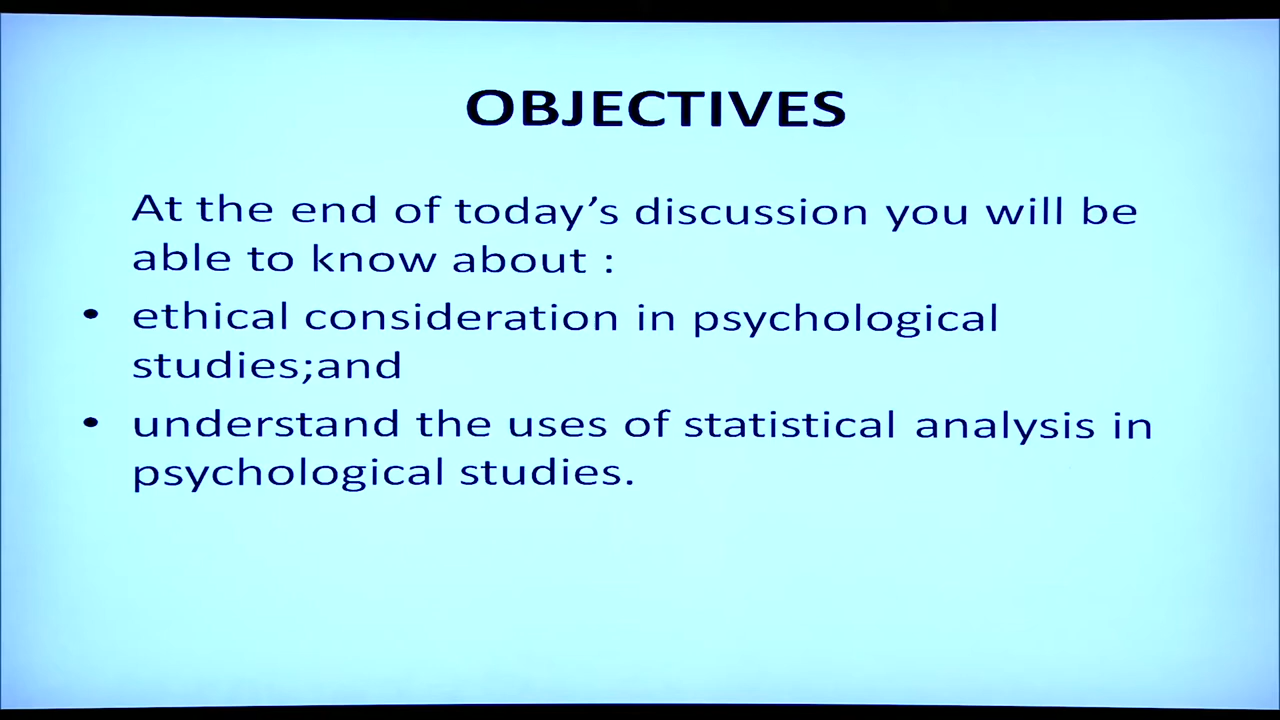 OBJECTIVES
At the end of today’s discussion you will be
able to know about :
• ethical consideration in psychological
studies;and
• understand the uses of statistical analysis in
psychological studies.